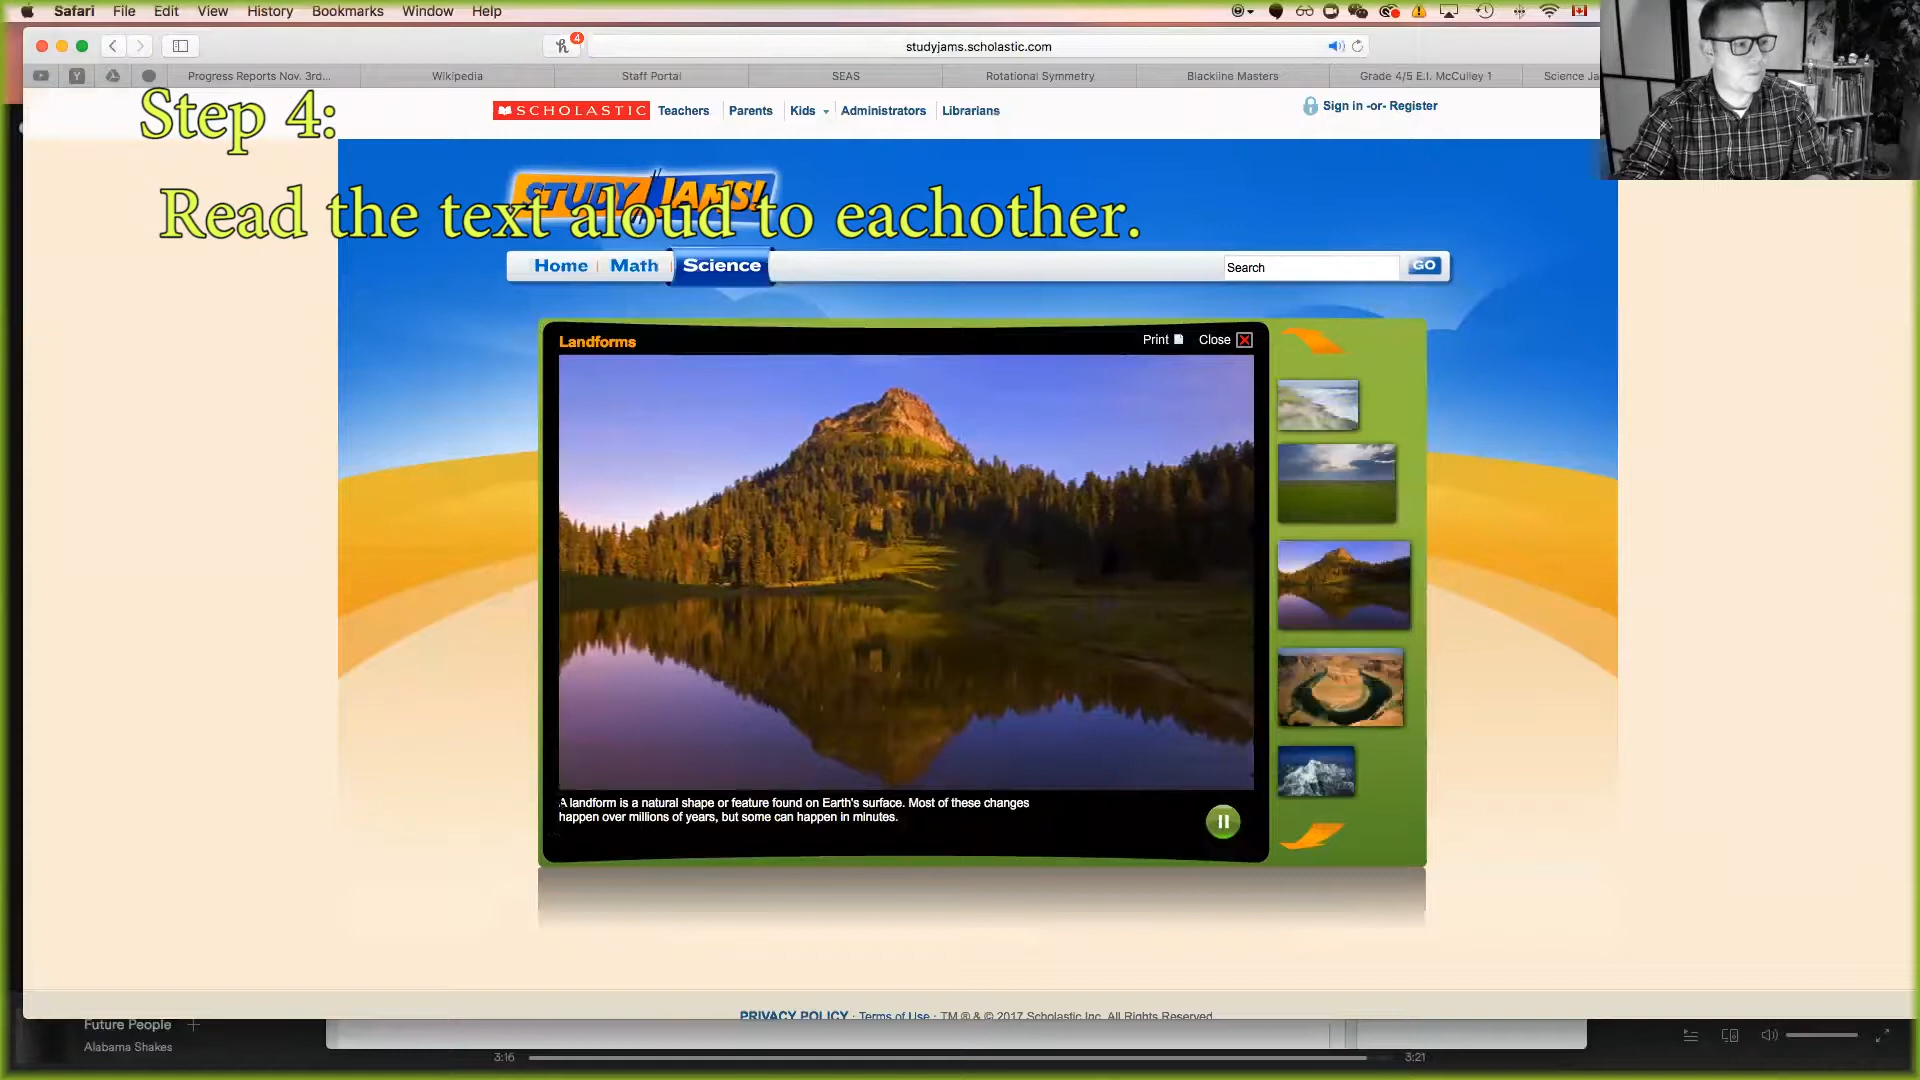 Safari File Edit View History Bookmarks Window Help
4
studyjams.scholastic.com
Y
Progress Reports Nov. 3rd... Wikipedia Staff Portal SEAS Rotational Symmetry Blackline Masters Grade 4/5 E.I. McCulley 1 Science Ja
Step 4:
SCHOLASTIC Teachers Parents Kids Administrators Librarians
Sign in -or- Register
STUDY JAMS!
Read the text aloud to eachother.
Home Math Science
Search GO
Landforms
Print Close
A landform is a natural shape or feature found on Earth's surface. Most of these changes
happen over millions of years, but some can happen in minutes.
PRIVACY POLICY · Terms of Use · TM ® & © 2017 Scholastic Inc. All Rights Reserved.
Future People
Alabama Shakes
3:16 3:21